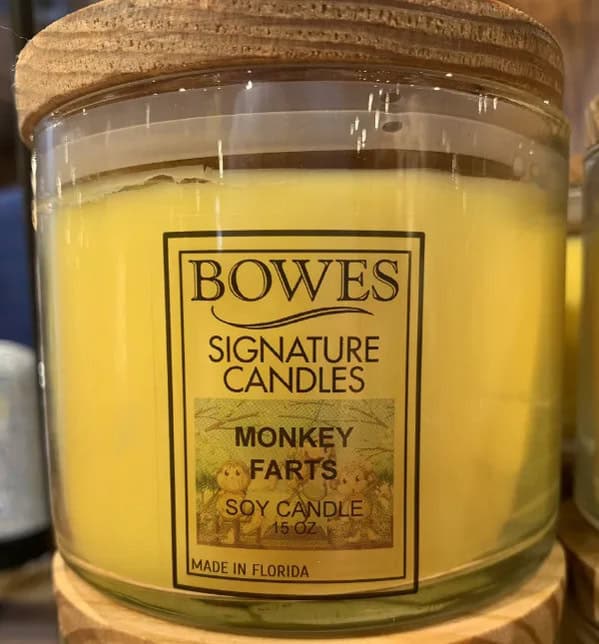 BOWES
SIGNATURE
CANDLES
MONKEY
FARTS
SOY CANDLE
15 OZ
MADE IN FLORIDA